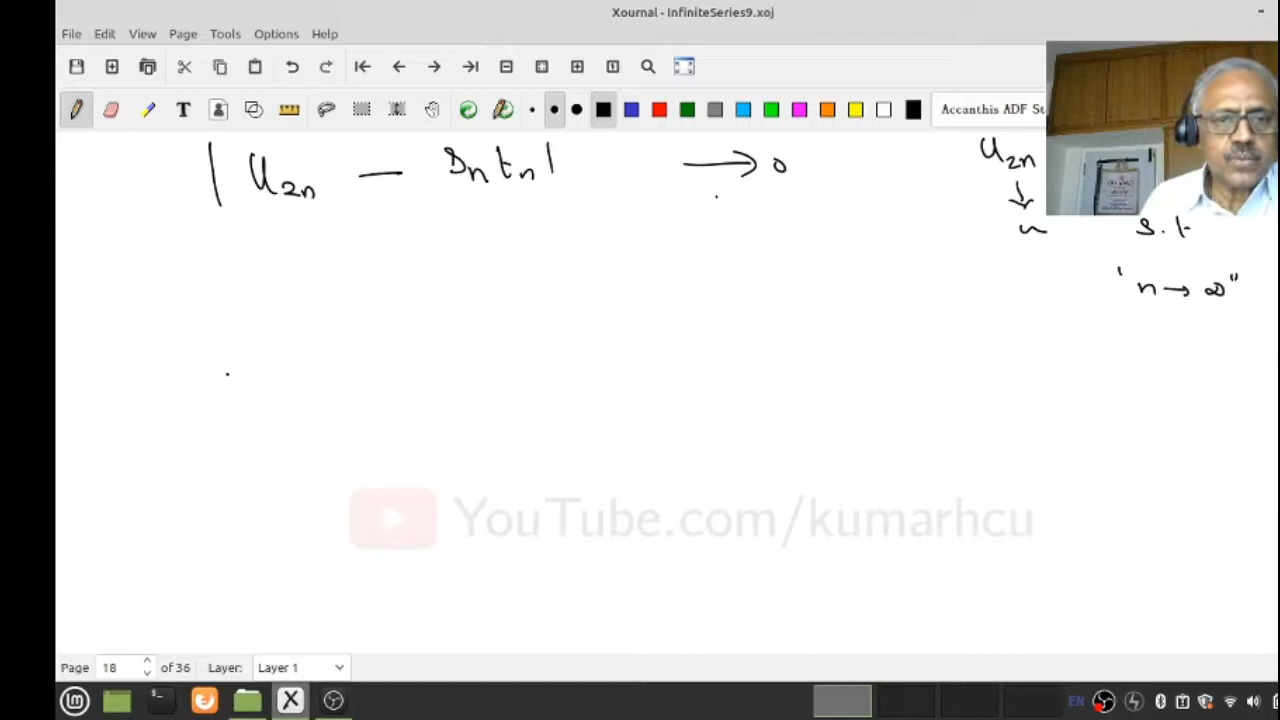 Xournal - InfiniteSeries9.xoj
File Edit View Page Tools Options Help
Accanthis ADF St
| U₂ₙ — Sₙ tₙ | ⟶ 0
U₂ₙ
↓
u s.t
"n → ∞"
YouTube.com/kumarhcu
Page 18 of 36 Layer: Layer 1
EN